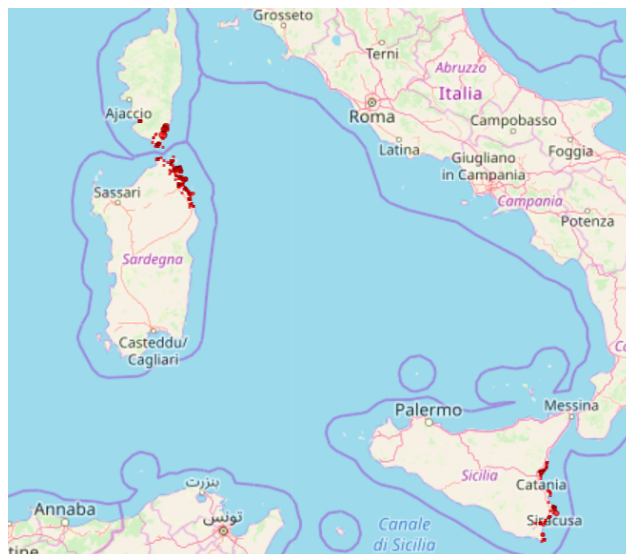 Grosseto
Terni
Abruzzo
Ajaccio
Italia
Roma
Campobasso
Latina
Foggia
Giugliano
in Campania
Sassari
Campania
Potenza
Sardegna
Casteddu/
Cagliari
Messina
Palermo
Sicilia
Catania
بنزرت
Annaba
Siracusa
تونس
Canale
di Sicilia